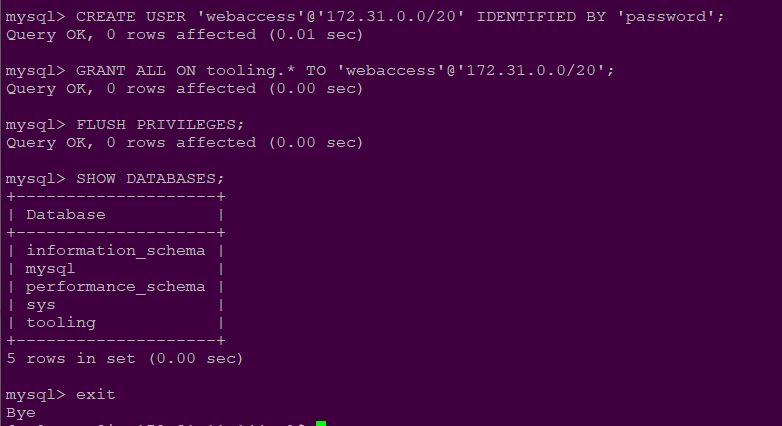 mysql> CREATE USER 'webaccess'@'172.31.0.0/20' IDENTIFIED BY 'password';
Query OK, 0 rows affected (0.01 sec)
mysql> GRANT ALL ON tooling.* TO 'webaccess'@'172.31.0.0/20';
Query OK, 0 rows affected (0.00 sec)
mysql> FLUSH PRIVILEGES;
Query OK, 0 rows affected (0.00 sec)
mysql> SHOW DATABASES;
+--------------------+
| Database           |
+--------------------+
| information_schema |
| mysql              |
| performance_schema |
| sys                |
| tooling            |
+--------------------+
5 rows in set (0.00 sec)
mysql> exit
Bye